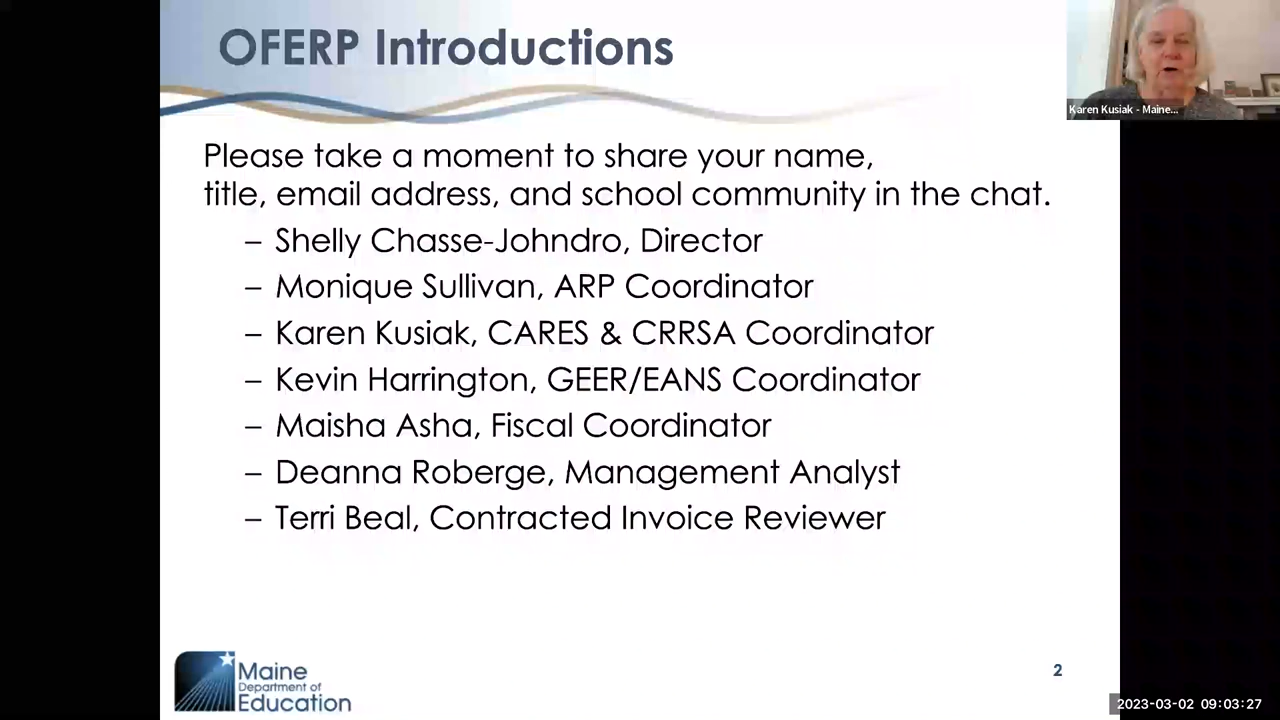 OFERP Introductions
Karen Kusiak - Maine...
Please take a moment to share your name,
title, email address, and school community in the chat.
– Shelly Chasse-Johndro, Director
– Monique Sullivan, ARP Coordinator
– Karen Kusiak, CARES & CRRSA Coordinator
– Kevin Harrington, GEER/EANS Coordinator
– Maisha Asha, Fiscal Coordinator
– Deanna Roberge, Management Analyst
– Terri Beal, Contracted Invoice Reviewer
Maine
Department of
Education
2
2023-03-02 09:03:27